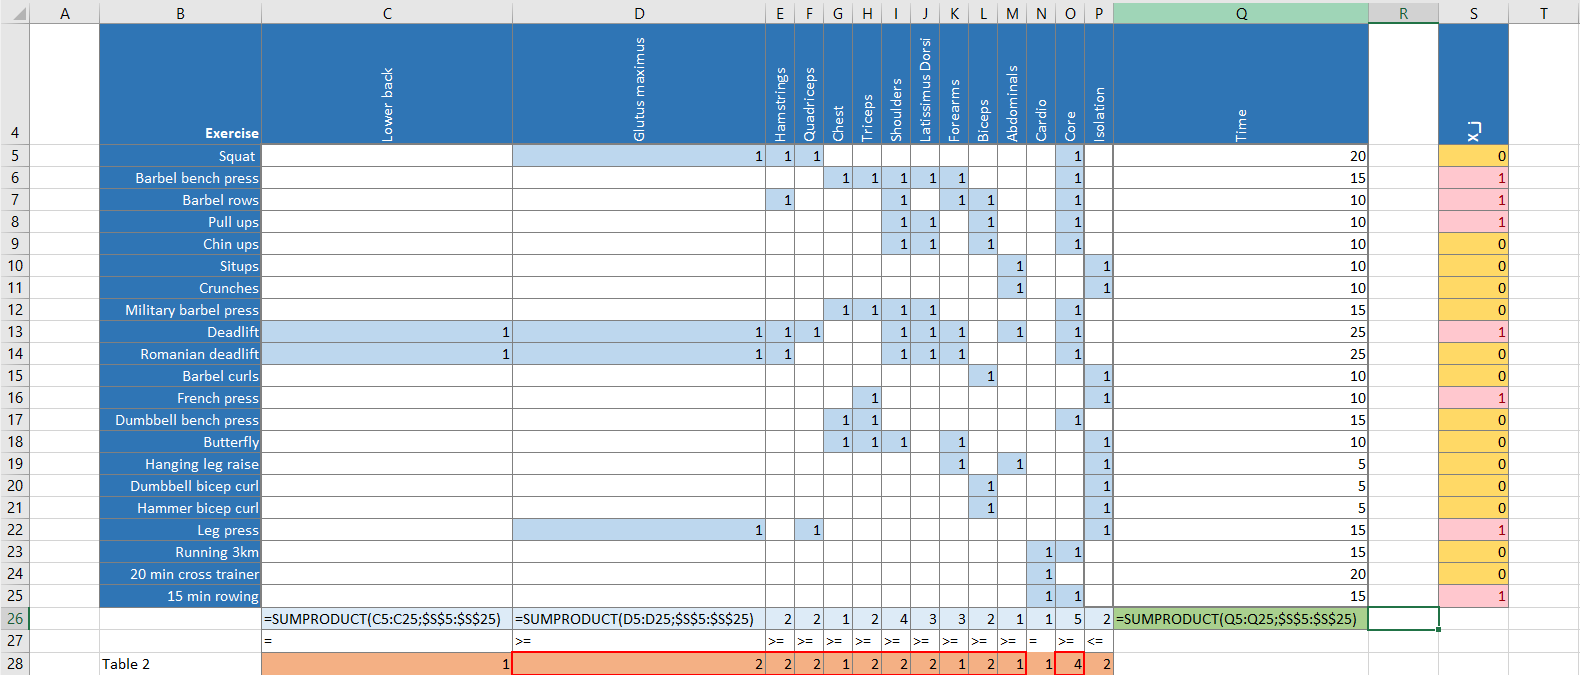 A B C D E F G H I J K L M N O P Q R S T
4 Exercise Lower back Glutus maximus Hamstrings Quadriceps Chest Triceps Shoulders Latissimus Dorsi Forearms Biceps Abdominals Cardio Core Isolation Time x_j
5 Squat 1 1 1 1 20 0
6 Barbel bench press 1 1 1 1 1 1 15 1
7 Barbel rows 1 1 1 1 1 10 1
8 Pull ups 1 1 1 1 10 1
9 Chin ups 1 1 1 1 10 0
10 Situps 1 1 10 0
11 Crunches 1 1 10 0
12 Military barbel press 1 1 1 1 1 15 0
13 Deadlift 1 1 1 1 1 1 1 1 1 25 1
14 Romanian deadlift 1 1 1 1 1 1 1 25 0
15 Barbel curls 1 1 10 0
16 French press 1 1 10 1
17 Dumbbell bench press 1 1 1 15 0
18 Butterfly 1 1 1 1 1 10 0
19 Hanging leg raise 1 1 1 5 0
20 Dumbbell bicep curl 1 1 5 0
21 Hammer bicep curl 1 1 5 0
22 Leg press 1 1 1 15 1
23 Running 3km 1 1 15 0
24 20 min cross trainer 1 20 0
25 15 min rowing 1 1 15 1
26 =SUMPRODUCT(C5:C25;$S$5:$S$25) =SUMPRODUCT(D5:D25;$S$5:$S$25) 2 2 1 2 4 3 3 2 1 1 5 2 =SUMPRODUCT(Q5:Q25;$S$5:$S$25)
27 = >= >= >= >= >= >= >= >= >= >= = >= <=
28 Table 2 1 2 2 2 1 2 2 2 1 2 1 1 4 2